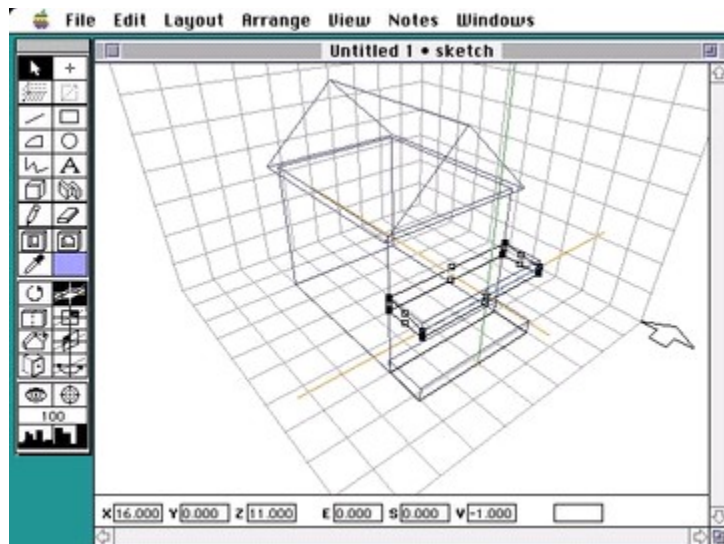 File Edit Layout Arrange View Notes Windows
Untitled 1 • sketch
A
100
X 16.000 Y 0.000 Z 11.000 E 0.000 S 0.000 V -1.000